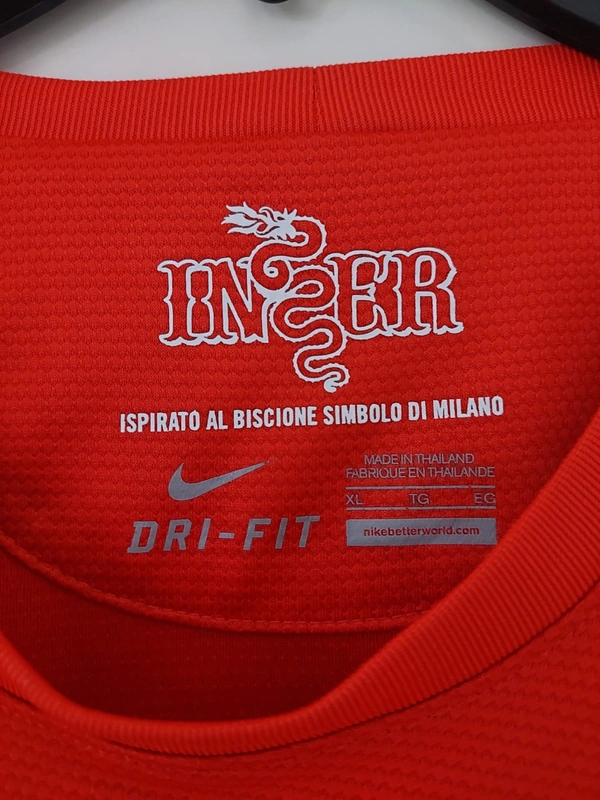 INTER
ISPIRATO AL BISCIONE SIMBOLO DI MILANO
DRI-FIT
MADE IN THAILAND
FABRIQUE EN THAILANDE
XL TG EG
nikebetterworld.com